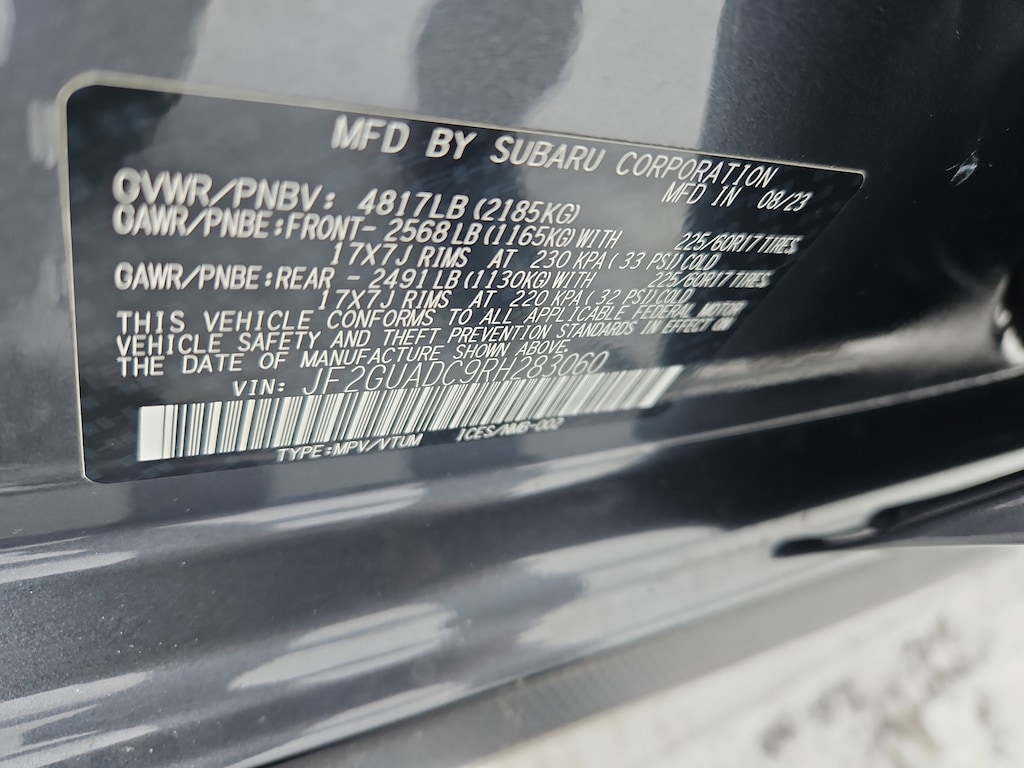 MFD BY SUBARU CORPORATION
MFD IN 08/23
GVWR/PNBV: 4817LB (2185KG)
GAWR/PNBE:FRONT- 2568 LB (1165KG) WITH 225/60R17 TIRES,
17X7J RIMS AT 230 KPA ( 33 PSI) COLD
GAWR/PNBE:REAR - 2491 LB (1130KG) WITH 225/60R17 TIRES,
17X7J RIMS AT 220 KPA ( 32 PSI) COLD
THIS VEHICLE CONFORMS TO ALL APPLICABLE FEDERAL MOTOR
VEHICLE SAFETY AND THEFT PREVENTION STANDARDS IN EFFECT ON
THE DATE OF MANUFACTURE SHOWN ABOVE.
VIN: JF2GUADC9RH283060
TYPE:MPV/VTUM ICES/NMB-002